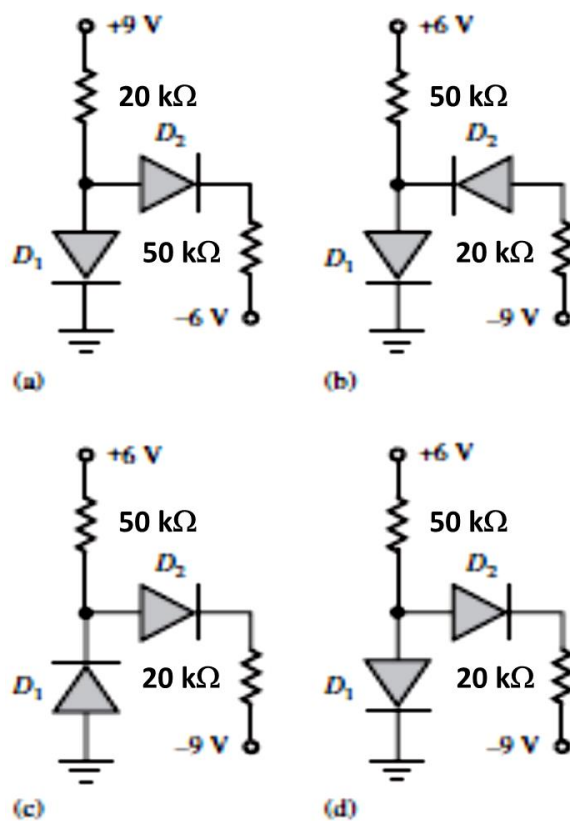 +9 V
20 kΩ
D₂
D₁
50 kΩ
–6 V
(a)
+6 V
50 kΩ
D₂
D₁
20 kΩ
–9 V
(b)
+6 V
50 kΩ
D₂
D₁
20 kΩ
–9 V
(c)
+6 V
50 kΩ
D₂
D₁
20 kΩ
–9 V
(d)